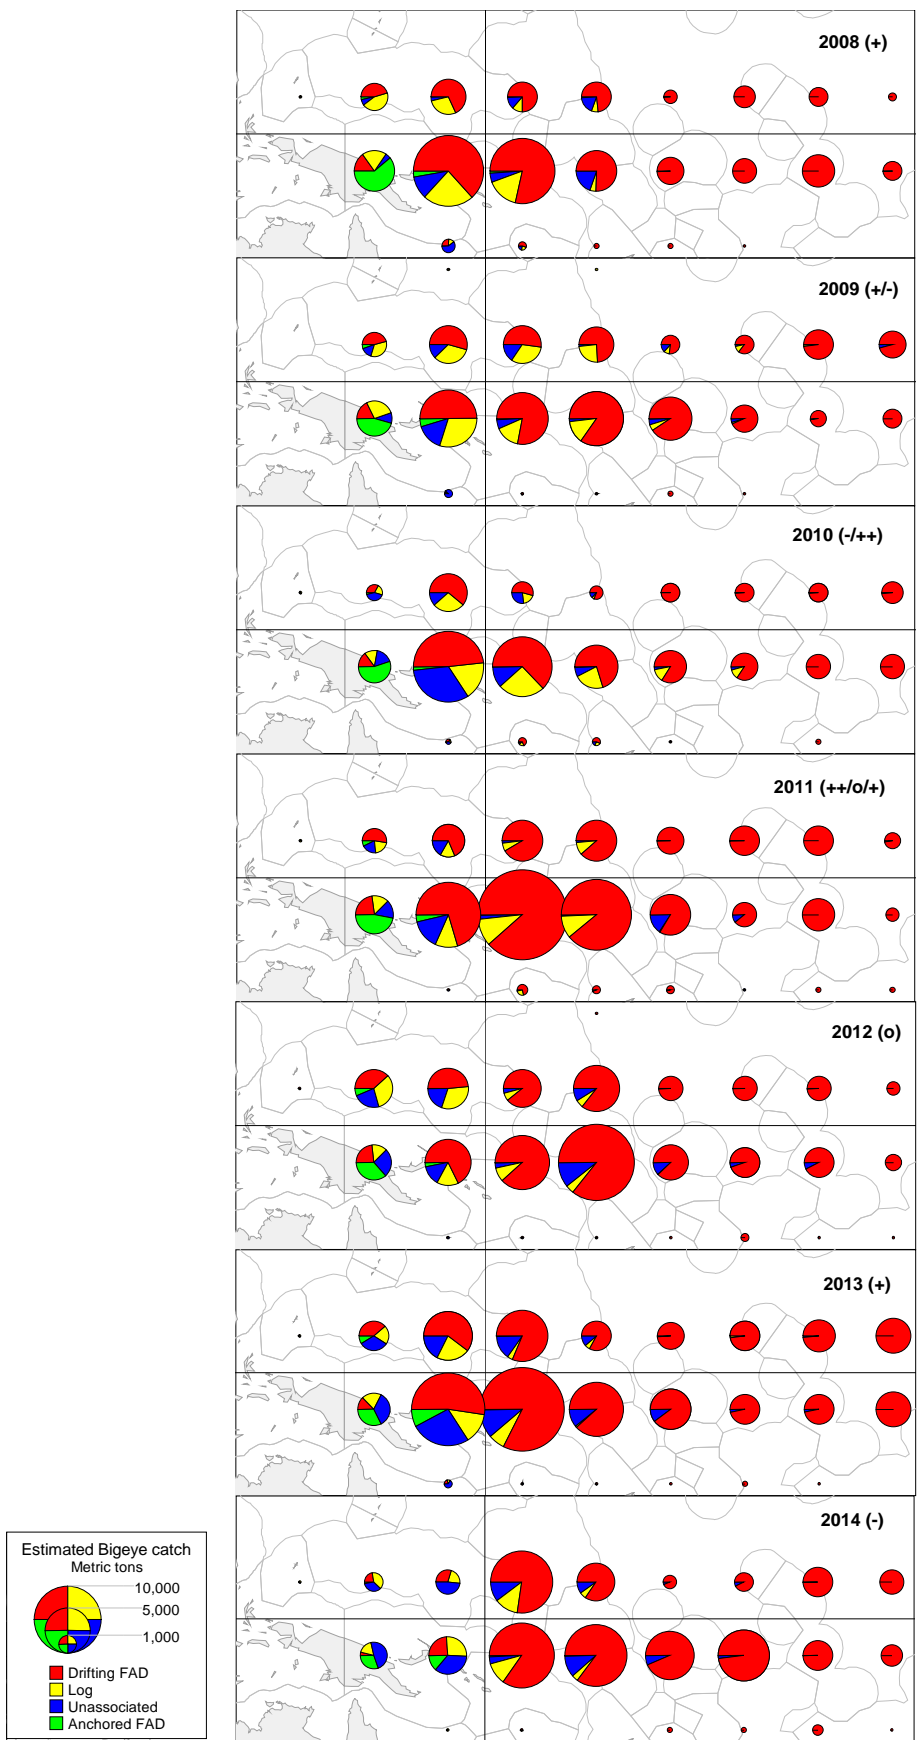 2008 (+)
2009 (+/-)
2010 (-/++)
2011 (++/o/+)
2012 (o)
2013 (+)
2014 (-)
Estimated Bigeye catch
Metric tons
10,000
5,000
1,000
Drifting FAD
Log
Unassociated
Anchored FAD